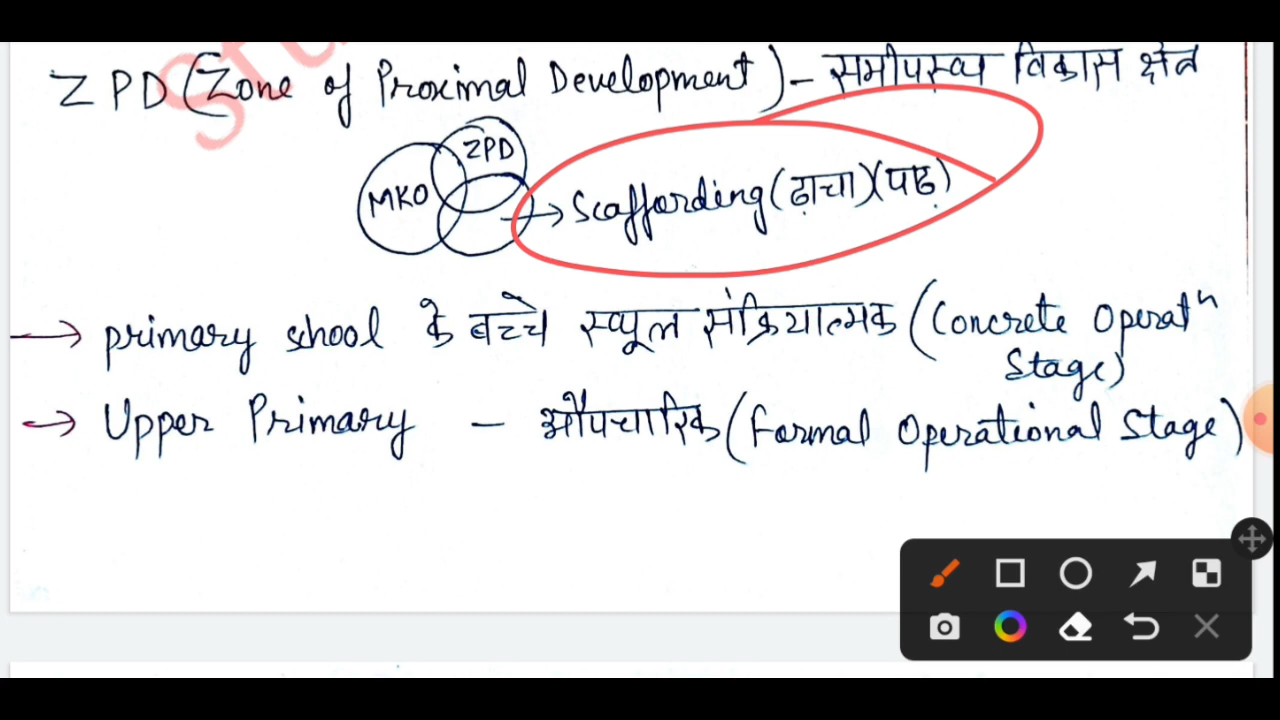 ZPD (Zone of Proximal Development) - समीपस्थ विकास क्षेत्र
ZPD
MKO
→ Scaffording (ढ़ाचा) (पाढ़)
→ primary school के बच्चे स्थूल संक्रियात्मक (Concrete Operatⁿ
Stage)
→ Upper Primary - औपचारिक (Formal Operational Stage)